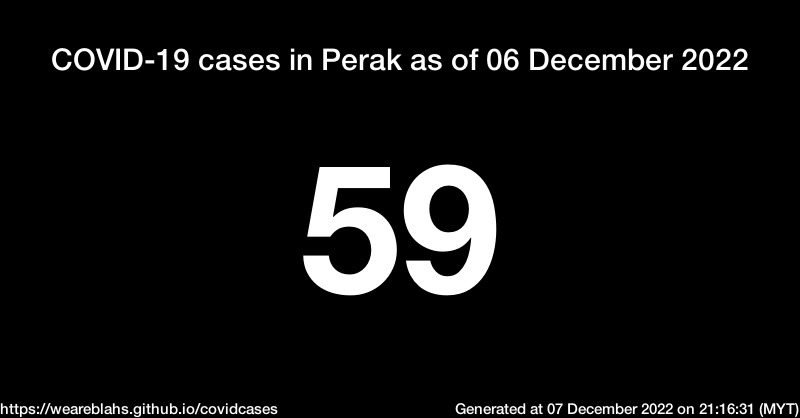 COVID-19 cases in Perak as of 06 December 2022
59
https://weareblahs.github.io/covidcases
Generated at 07 December 2022 on 21:16:31 (MYT)